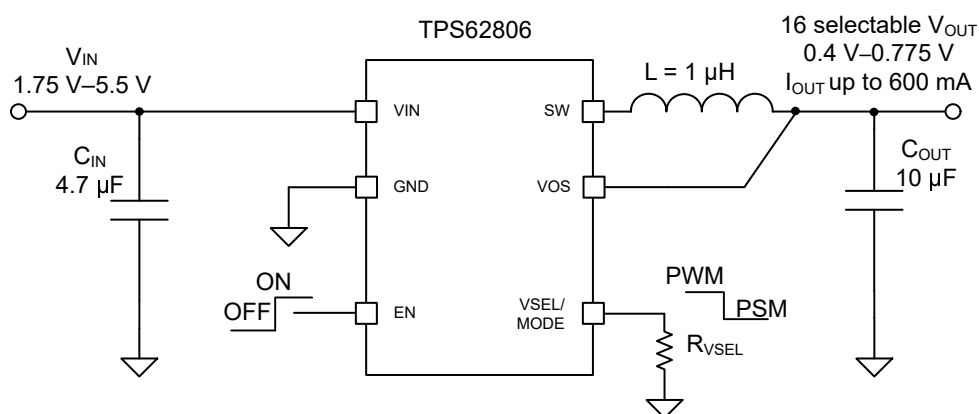 TPS62806
16 selectable VOUT
0.4 V–0.775 V
IOUT up to 600 mA
VIN
1.75 V–5.5 V
L = 1 µH
VIN
SW
CIN
4.7 µF
GND
VOS
COUT
10 µF
ON
OFF
EN
VSEL/
MODE
PWM
PSM
RVSEL